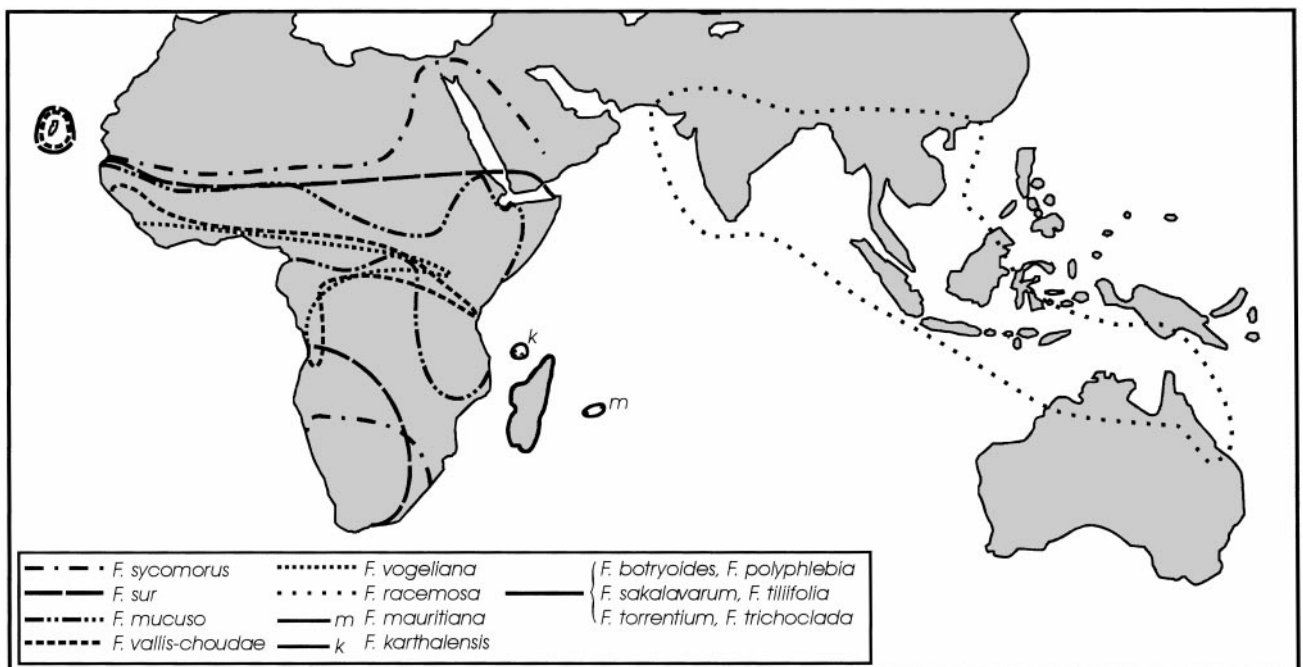 k
m
F. sycomorus
F. sur
F. mucuso
F. vallis-choudae
F. vogeliana
F. racemosa
m F. mauritiana
k F. karthalensis
F. botryoides, F. polyphlebia
F. sakalavarum, F. tiliifolia
F. torrentium, F. trichoclada